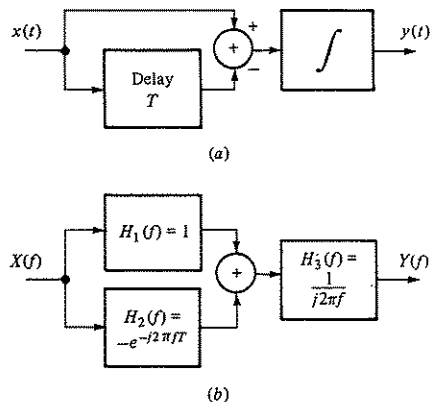 x(t)
+
+
−
Delay
T
∫
y(t)
(a)
X(f)
H₁(f) = 1
H₂(f) =
−e^{−j2πfT}
+
H₃(f) =
1
j2πf
Y(f)
(b)